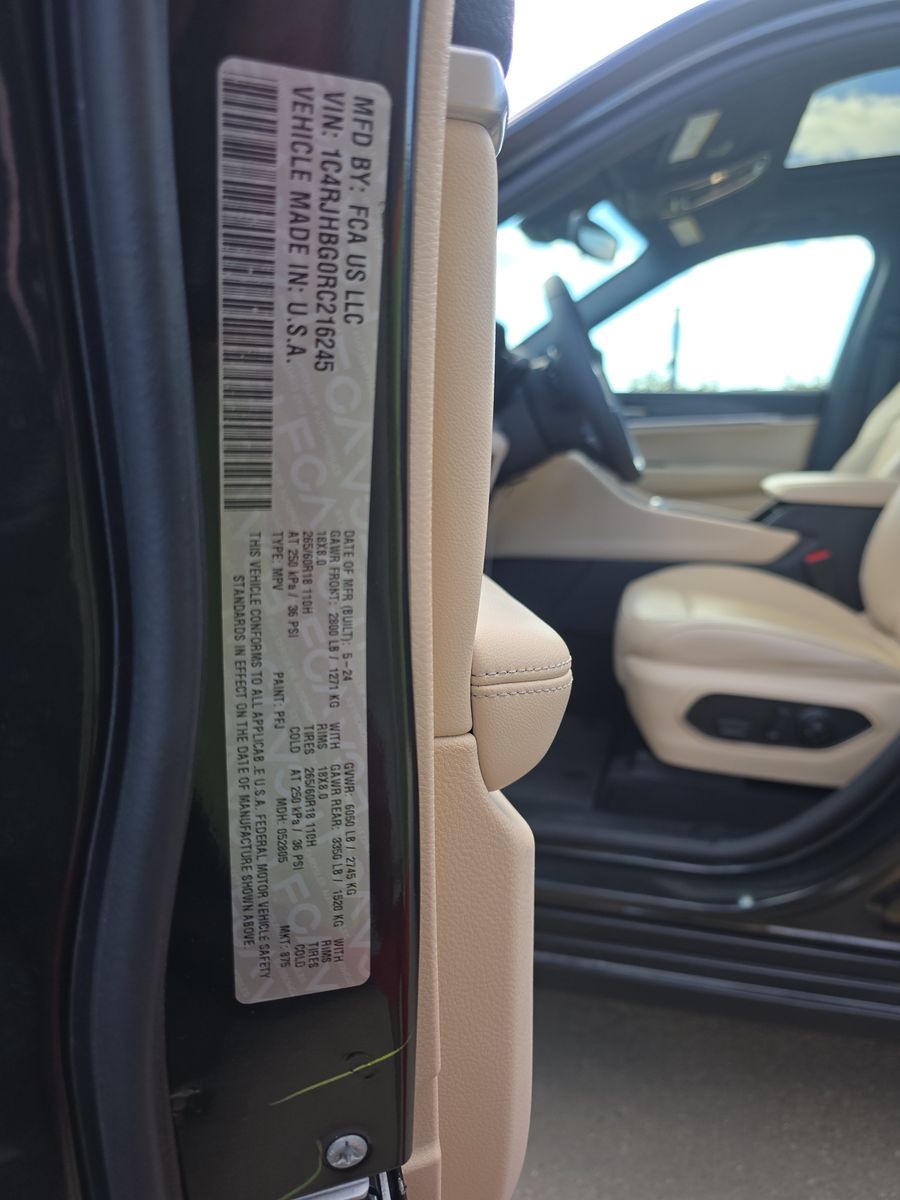 MFD BY: FCA US LLC
VIN: 1C4RJHBG0RC216245
VEHICLE MADE IN: U.S.A.
DATE OF MFR (BUILT): 5-24 GVWR: 6050 LB / 2745 KG
GAWR FRONT: 2800 LB / 1271 KG WITH GAWR REAR: 3350 LB / 1520 KG WITH
18X8.0 RIMS 18X8.0 RIMS
265/60R18 110H TIRES 265/60R18 110H TIRES
AT 250 kPa / 36 PSI COLD AT 250 kPa / 36 PSI COLD
TYPE: MPV PAINT: PFJ MDH: 052805 MKT: 875
THIS VEHICLE CONFORMS TO ALL APPLICABLE U.S.A. FEDERAL MOTOR VEHICLE SAFETY
STANDARDS IN EFFECT ON THE DATE OF MANUFACTURE SHOWN ABOVE.